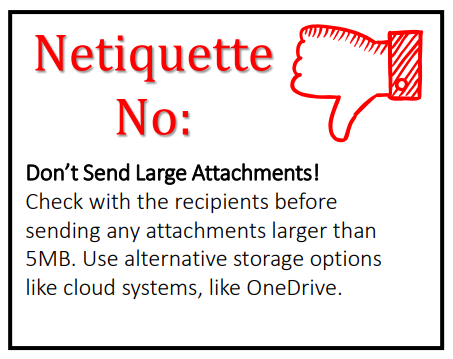 Netiquette
No:
Don't Send Large Attachments!
Check with the recipients before
sending any attachments larger than
5MB. Use alternative storage options
like cloud systems, like OneDrive.